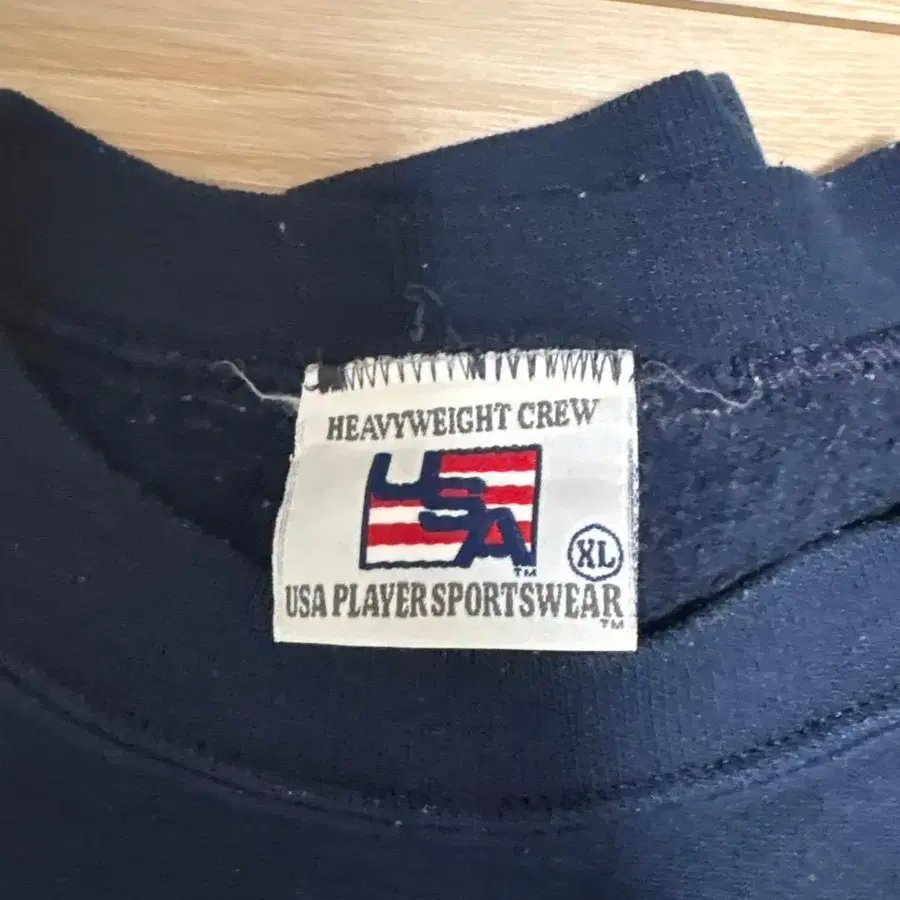 HEAVYWEIGHT CREW
USA
TM
XL
USA PLAYER SPORTSWEAR
TM